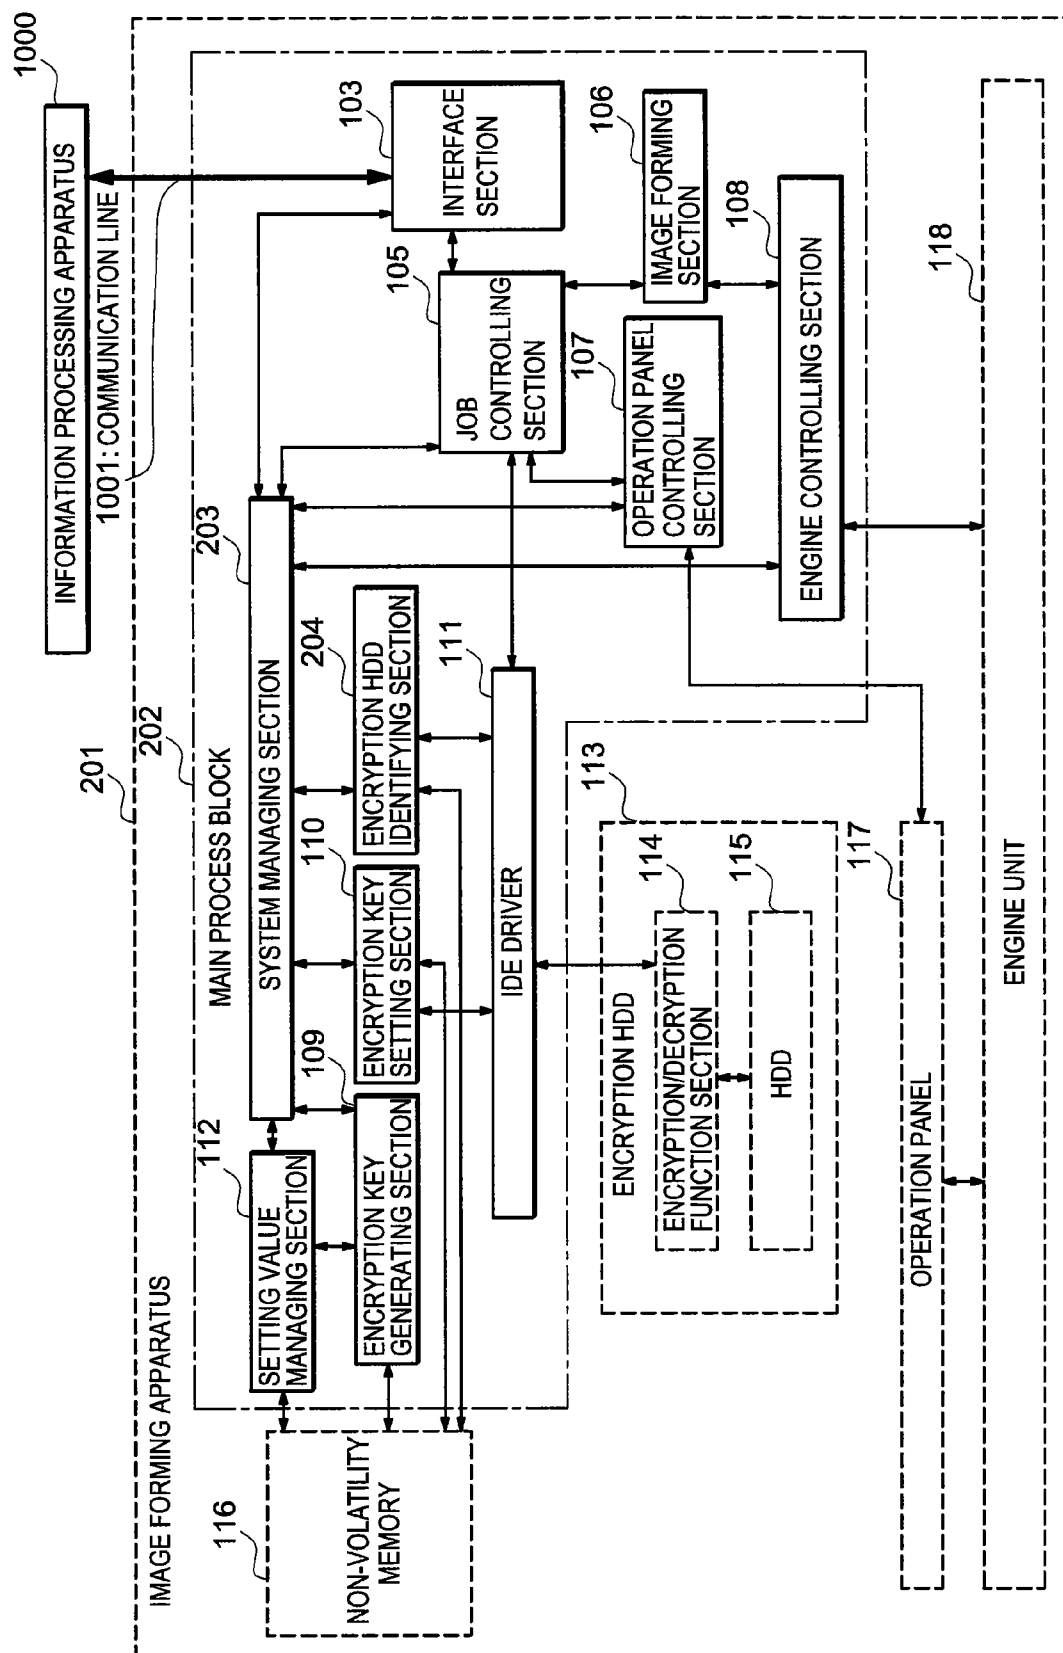 1000
INFORMATION PROCESSING APPARATUS
1001: COMMUNICATION LINE
201
IMAGE FORMING APPARATUS
202
MAIN PROCESS BLOCK
203
SYSTEM MANAGING SECTION
112
SETTING VALUE
MANAGING SECTION
116
NON-VOLATILITY
MEMORY
109
ENCRYPTION KEY
GENERATING SECTION
110
ENCRYPTION KEY
SETTING SECTION
204
ENCRYPTION HDD
IDENTIFYING SECTION
111
IDE DRIVER
103
INTERFACE
SECTION
105
JOB
CONTROLLING
SECTION
106
IMAGE FORMING
SECTION
107
OPERATION PANEL
CONTROLLING
SECTION
108
ENGINE CONTROLLING SECTION
113
ENCRYPTION HDD
114
ENCRYPTION/DECRYPTION
FUNCTION SECTION
115
HDD
117
OPERATION PANEL
118
ENGINE UNIT